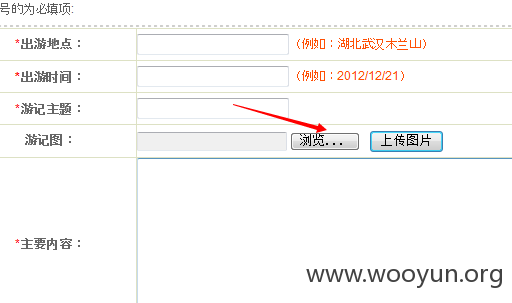 号的为必填项:
*出游地点： （例如：湖北武汉木兰山）
*出游时间： （例如：2012/12/21）
*游记主题：
游记图： 浏览... 上传图片
*主要内容：
www.wooyun.org